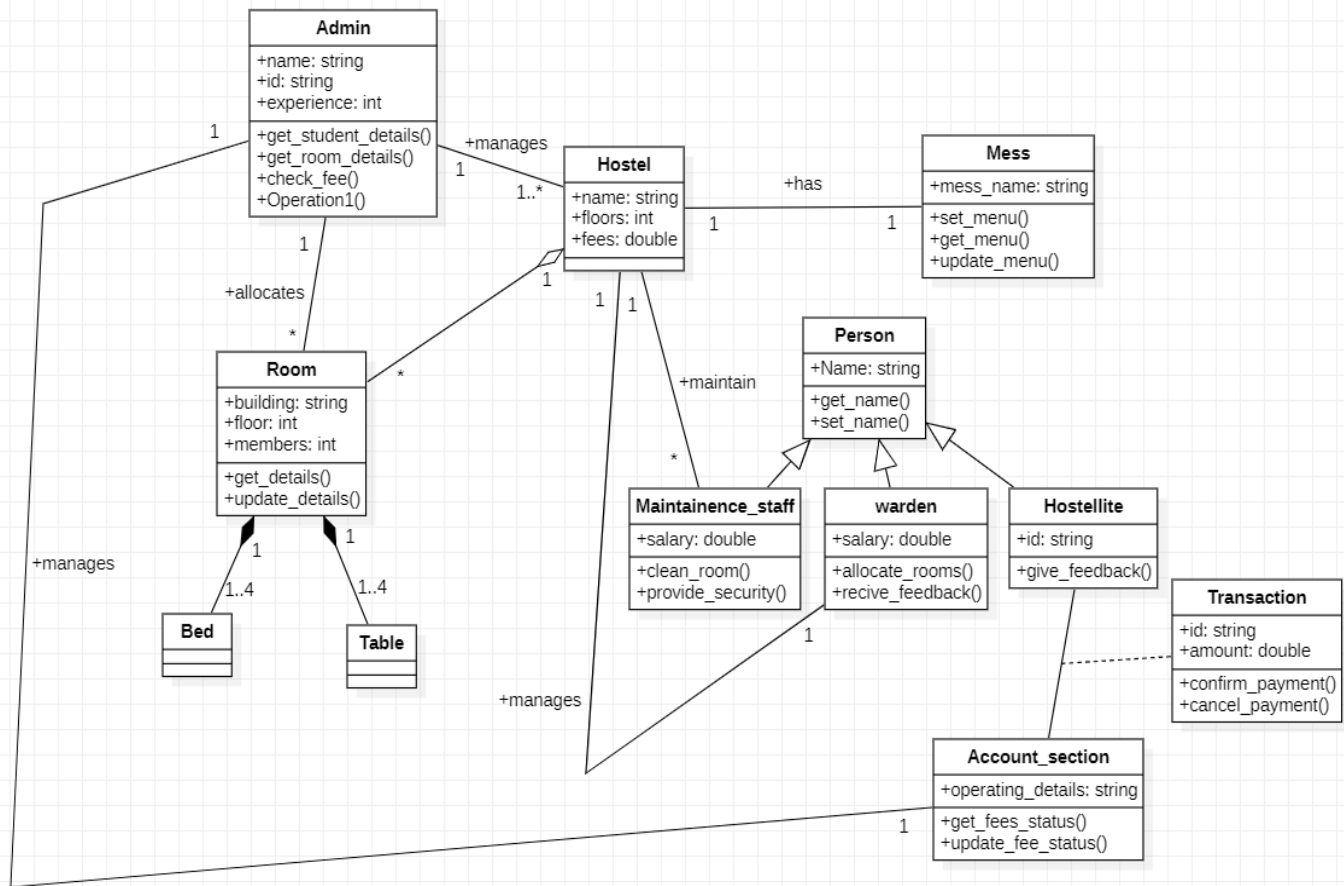 Admin
+name: string
+id: string
+experience: int
+get_student_details()
+get_room_details()
+check_fee()
+Operation1()
1
+manages
1
1..*
Hostel
+name: string
+floors: int
+fees: double
+has
1
1
Mess
+mess_name: string
+set_menu()
+get_menu()
+update_menu()
1
+allocates
*
1
*
1
1
+maintain
*
Person
+Name: string
+get_name()
+set_name()
Room
+building: string
+floor: int
+members: int
+get_details()
+update_details()
1
1
1..4
1..4
Bed
Table
Maintainence_staff
+salary: double
+clean_room()
+provide_security()
warden
+salary: double
+allocate_rooms()
+recive_feedback()
Hostellite
+id: string
+give_feedback()
Transaction
+id: string
+amount: double
+confirm_payment()
+cancel_payment()
+manages
1
+manages
Account_section
+operating_details: string
+get_fees_status()
+update_fee_status()
1